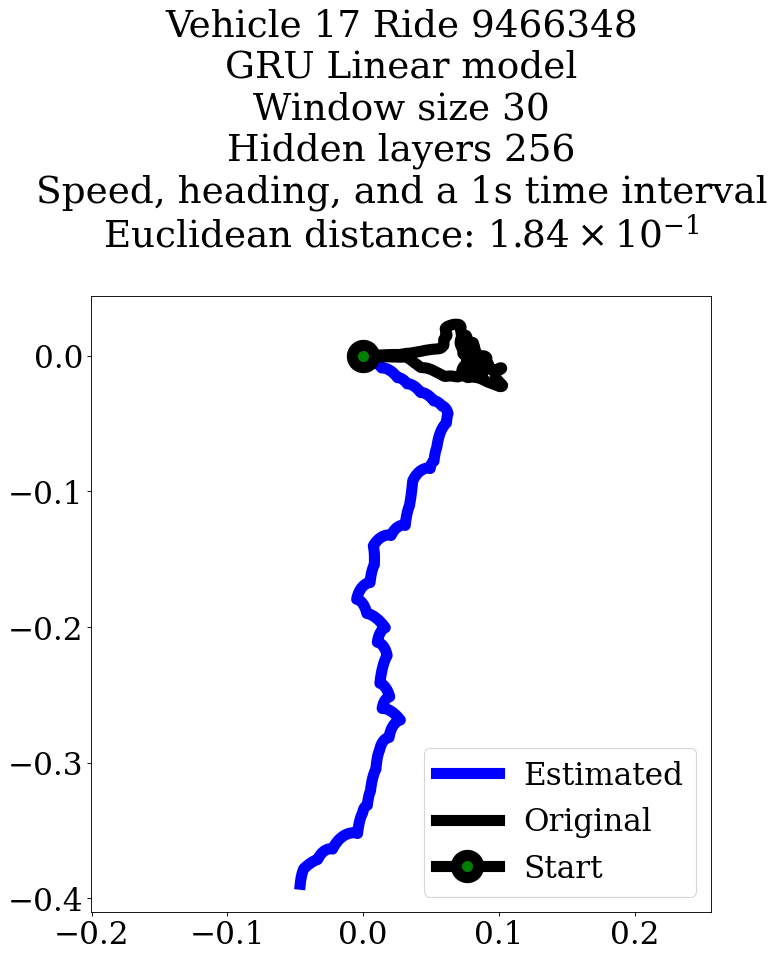 Vehicle 17 Ride 9466348
GRU Linear model
Window size 30
Hidden layers 256
Speed, heading, and a 1s time interval
Euclidean distance: 1.84 × 10⁻¹
0.0
−0.1
−0.2
−0.3
−0.4
Estimated
Original
Start
−0.2 −0.1 0.0 0.1 0.2